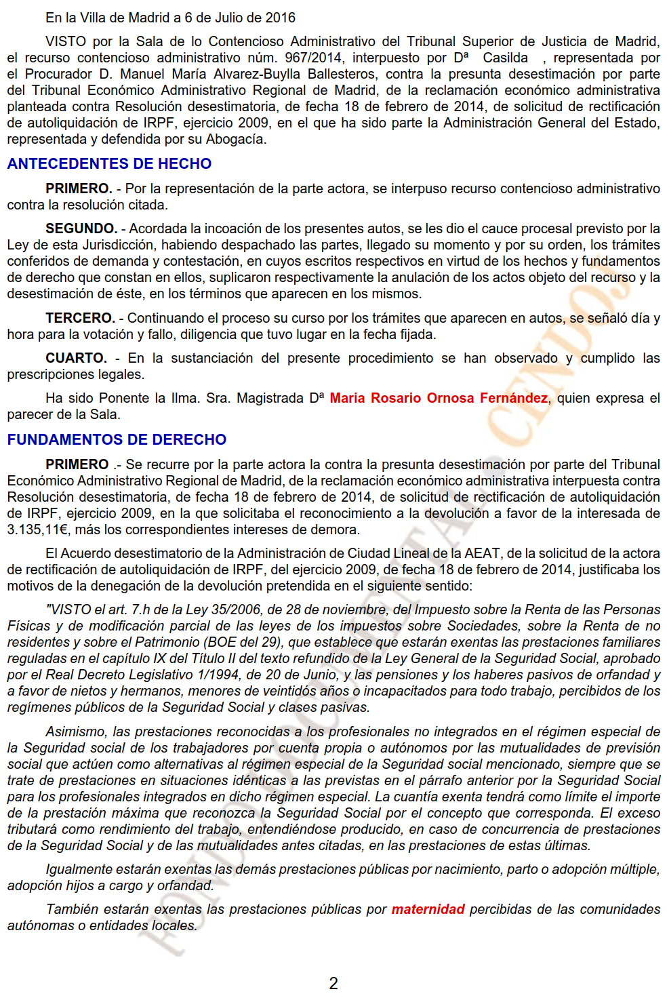 En la Villa de Madrid a 6 de Julio de 2016
VISTO por la Sala de lo Contencioso Administrativo del Tribunal Superior de Justicia de Madrid,
el recurso contencioso administrativo núm. 967/2014, interpuesto por Dª Casilda , representada por
el Procurador D. Manuel María Alvarez-Buylla Ballesteros, contra la presunta desestimación por parte
del Tribunal Económico Administrativo Regional de Madrid, de la reclamación económico administrativa
planteada contra Resolución desestimatoria, de fecha 18 de febrero de 2014, de solicitud de rectificación
de autoliquidación de IRPF, ejercicio 2009, en el que ha sido parte la Administración General del Estado,
representada y defendida por su Abogacía.
ANTECEDENTES DE HECHO
PRIMERO. - Por la representación de la parte actora, se interpuso recurso contencioso administrativo
contra la resolución citada.
SEGUNDO. - Acordada la incoación de los presentes autos, se les dio el cauce procesal previsto por la
Ley de esta Jurisdicción, habiendo despachado las partes, llegado su momento y por su orden, los trámites
conferidos de demanda y contestación, en cuyos escritos respectivos en virtud de los hechos y fundamentos
de derecho que constan en ellos, suplicaron respectivamente la anulación de los actos objeto del recurso y la
desestimación de éste, en los términos que aparecen en los mismos.
TERCERO. - Continuando el proceso su curso por los trámites que aparecen en autos, se señaló día y
hora para la votación y fallo, diligencia que tuvo lugar en la fecha fijada.
CUARTO. - En la sustanciación del presente procedimiento se han observado y cumplido las
prescripciones legales.
Ha sido Ponente la Ilma. Sra. Magistrada Dª Maria Rosario Ornosa Fernández, quien expresa el
parecer de la Sala.
FUNDAMENTOS DE DERECHO
PRIMERO .- Se recurre por la parte actora la contra la presunta desestimación por parte del Tribunal
Económico Administrativo Regional de Madrid, de la reclamación económico administrativa interpuesta contra
Resolución desestimatoria, de fecha 18 de febrero de 2014, de solicitud de rectificación de autoliquidación
de IRPF, ejercicio 2009, en la que solicitaba el reconocimiento a la devolución a favor de la interesada de
3.135,11€, más los correspondientes intereses de demora.
El Acuerdo desestimatorio de la Administración de Ciudad Lineal de la AEAT, de la solicitud de la actora
de rectificación de autoliquidación de IRPF, del ejercicio 2009, de fecha 18 de febrero de 2014, justificaba los
motivos de la denegación de la devolución pretendida en el siguiente sentido:
"VISTO el art. 7.h de la Ley 35/2006, de 28 de noviembre, del Impuesto sobre la Renta de las Personas
Físicas y de modificación parcial de las leyes de los impuestos sobre Sociedades, sobre la Renta de no
residentes y sobre el Patrimonio (BOE del 29), que establece que estarán exentas las prestaciones familiares
reguladas en el capítulo IX del Título II del texto refundido de la Ley General de la Seguridad Social, aprobado
por el Real Decreto Legislativo 1/1994, de 20 de Junio, y las pensiones y los haberes pasivos de orfandad y
a favor de nietos y hermanos, menores de veintidós años o incapacitados para todo trabajo, percibidos de los
regímenes públicos de la Seguridad Social y clases pasivas.
Asimismo, las prestaciones reconocidas a los profesionales no integrados en el régimen especial de
la Seguridad social de los trabajadores por cuenta propia o autónomos por las mutualidades de previsión
social que actúen como alternativas al régimen especial de la Seguridad social mencionado, siempre que se
trate de prestaciones en situaciones idénticas a las previstas en el párrafo anterior por la Seguridad Social
para los profesionales integrados en dicho régimen especial. La cuantía exenta tendrá como límite el importe
de la prestación máxima que reconozca la Seguridad Social por el concepto que corresponda. El exceso
tributará como rendimiento del trabajo, entendiéndose producido, en caso de concurrencia de prestaciones
de la Seguridad Social y de las mutualidades antes citadas, en las prestaciones de estas últimas.
Igualmente estarán exentas las demás prestaciones públicas por nacimiento, parto o adopción múltiple,
adopción hijos a cargo y orfandad.
También estarán exentas las prestaciones públicas por maternidad percibidas de las comunidades
autónomas o entidades locales.
FONDO DOCUMENTAL • CENDOJ
2